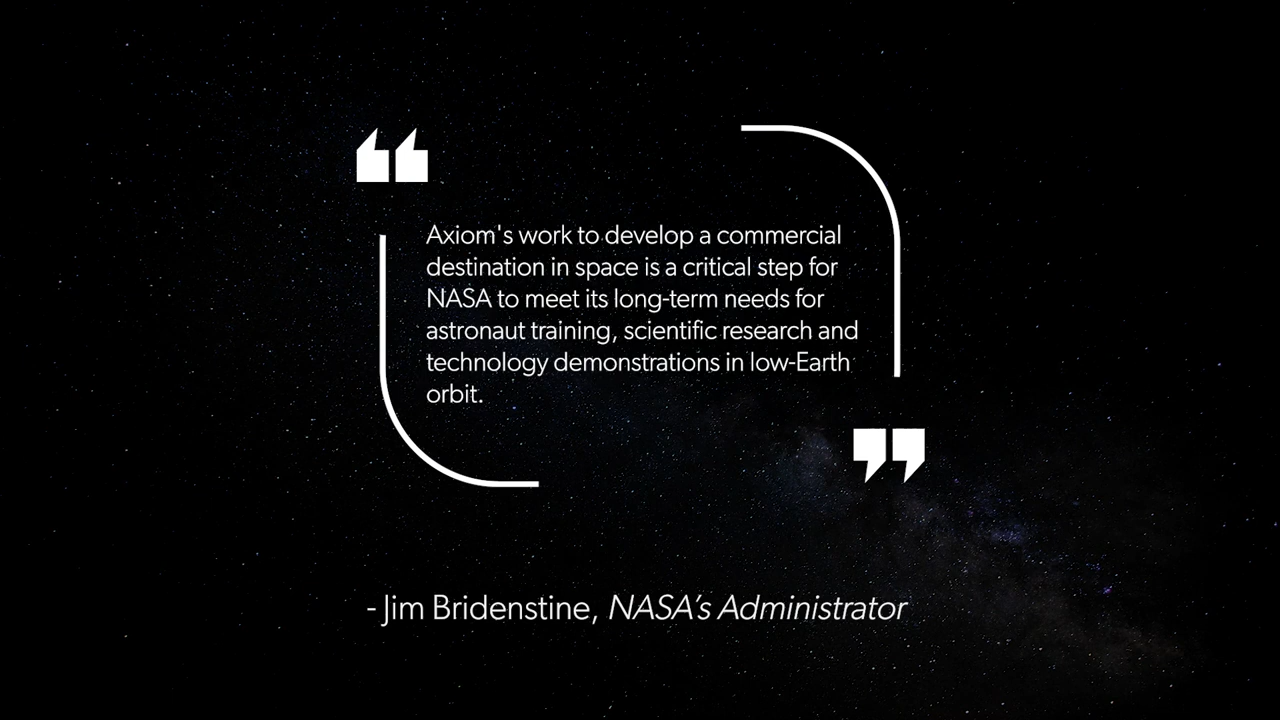 “
Axiom's work to develop a commercial
destination in space is a critical step for
NASA to meet its long-term needs for
astronaut training, scientific research and
technology demonstrations in low-Earth
orbit.
”
- Jim Bridenstine, NASA’s Administrator